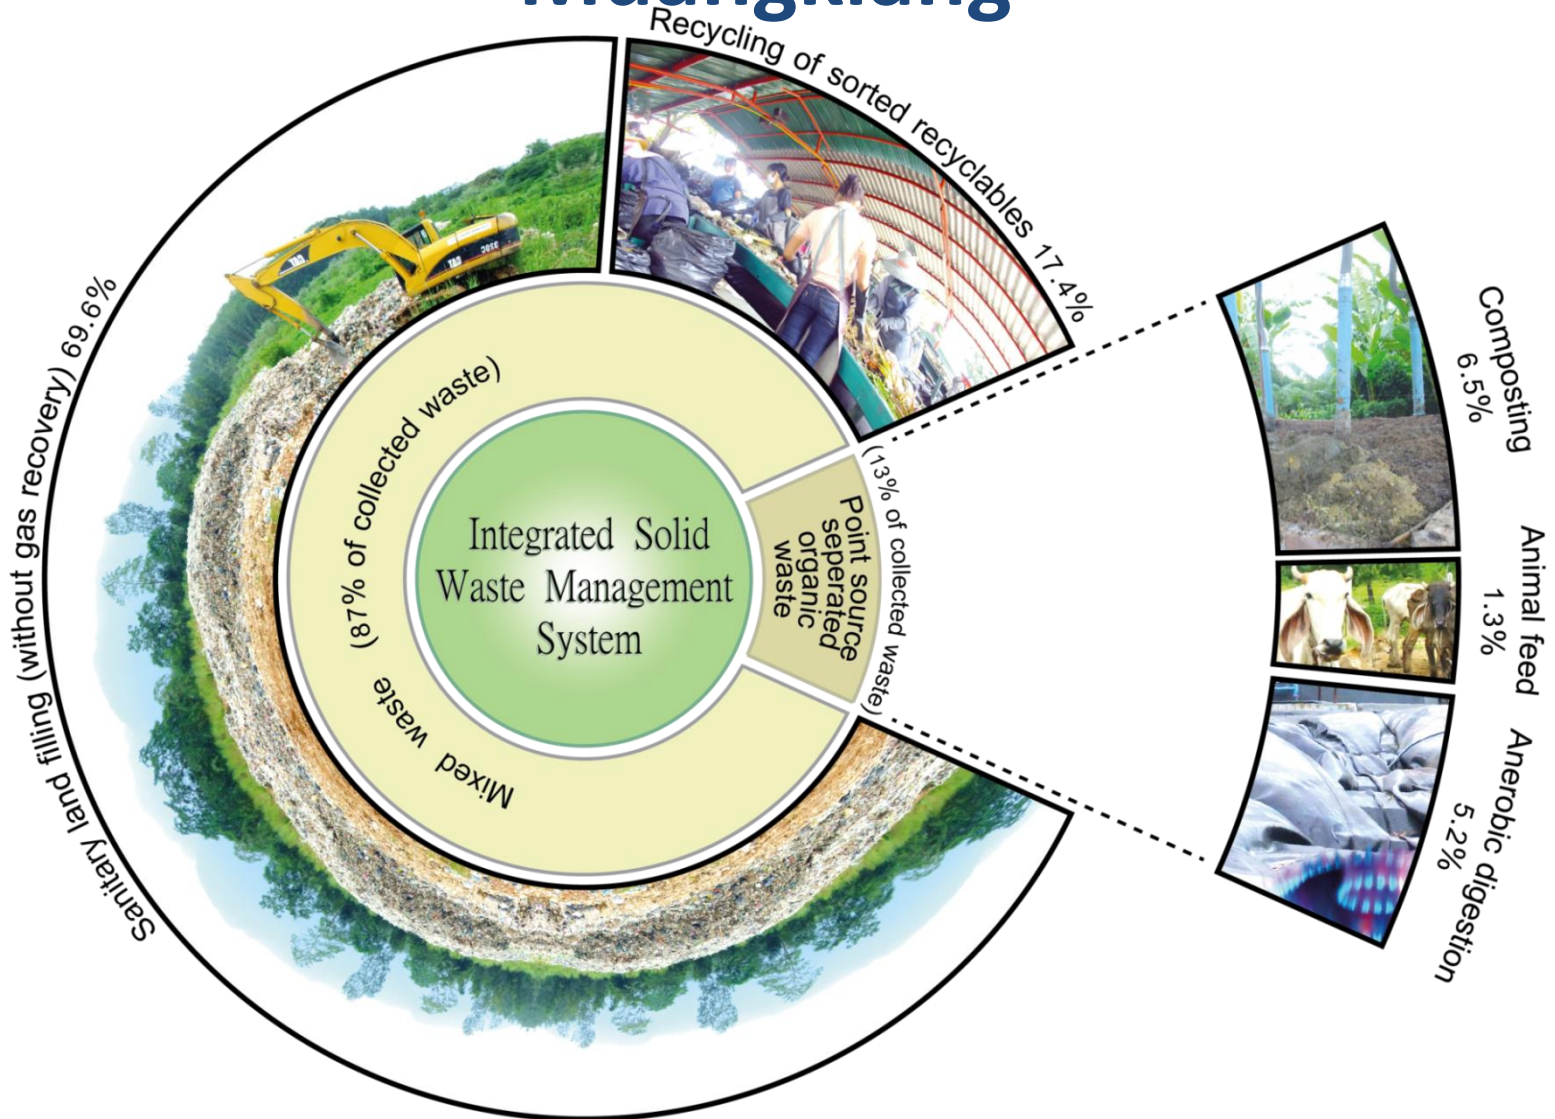 Muangklang
Recycling of sorted recyclables 17.4%
Sanitary land filling (without gas recovery) 69.6%
Mixed waste (87% of collected waste)
Integrated Solid
Waste Management
System
Point source
seperated
organic
waste
(13% of collected waste)
Composting
6.5%
Animal feed
1.3%
Anerobic digestion
5.2%
CAT
CAT